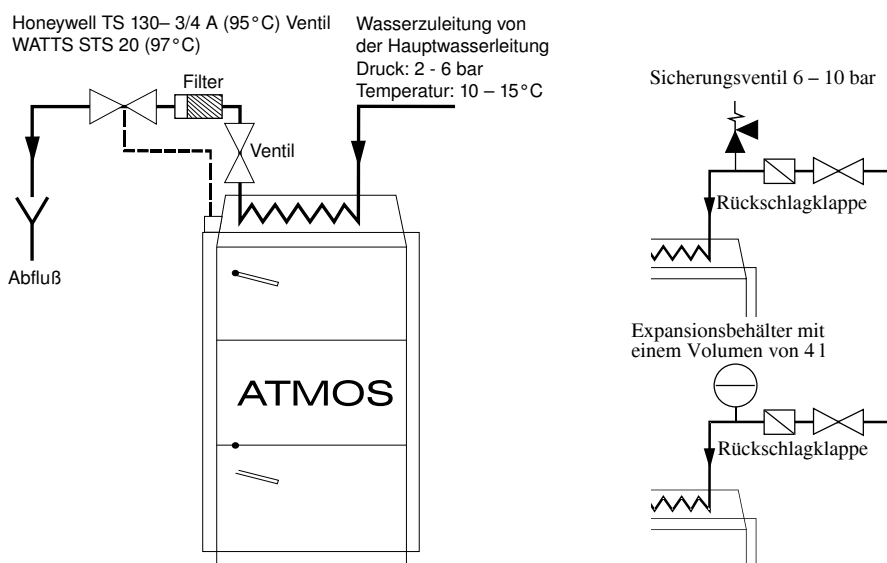 Honeywell TS 130– 3/4 A (95°C) Ventil
WATTS STS 20 (97°C)
Wasserzuleitung von
der Hauptwasserleitung
Druck: 2 - 6 bar
Temperatur: 10 – 15°C
Filter
Ventil
Abfluß
ATMOS
Sicherungsventil 6 – 10 bar
Rückschlagklappe
Expansionsbehälter mit
einem Volumen von 4 l
Rückschlagklappe